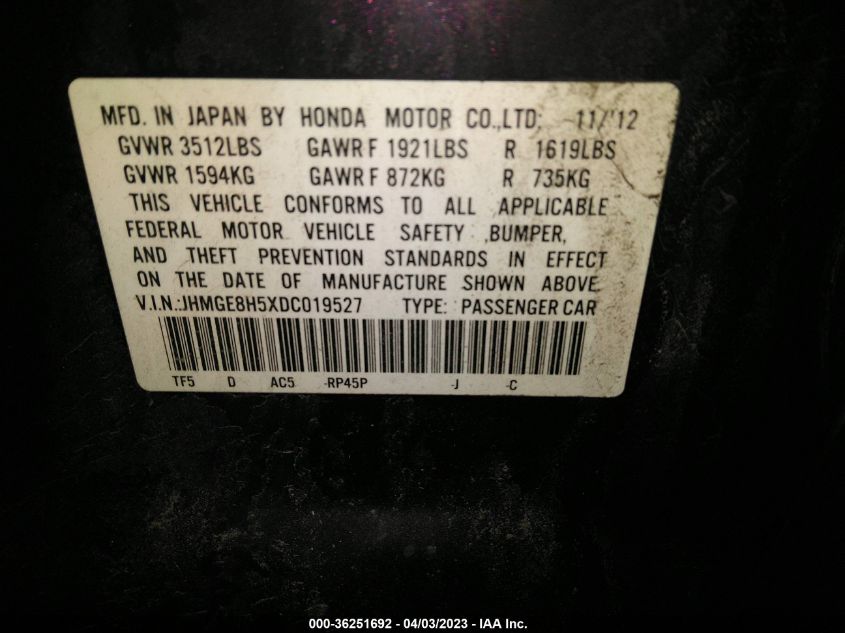 MFD. IN JAPAN BY HONDA MOTOR CO.,LTD. 11/'12
GVWR 3512LBS GAWR F 1921LBS R 1619LBS
GVWR 1594KG GAWR F 872KG R 735KG
THIS VEHICLE CONFORMS TO ALL APPLICABLE
FEDERAL MOTOR VEHICLE SAFETY ,BUMPER,
AND THEFT PREVENTION STANDARDS IN EFFECT
ON THE DATE OF MANUFACTURE SHOWN ABOVE.
V.I.N.:JHMGE8H5XDC019527 TYPE: PASSENGER CAR
TF5 D AC5 -RP45P -J -C
000-36251692 - 04/03/2023 - IAA Inc.